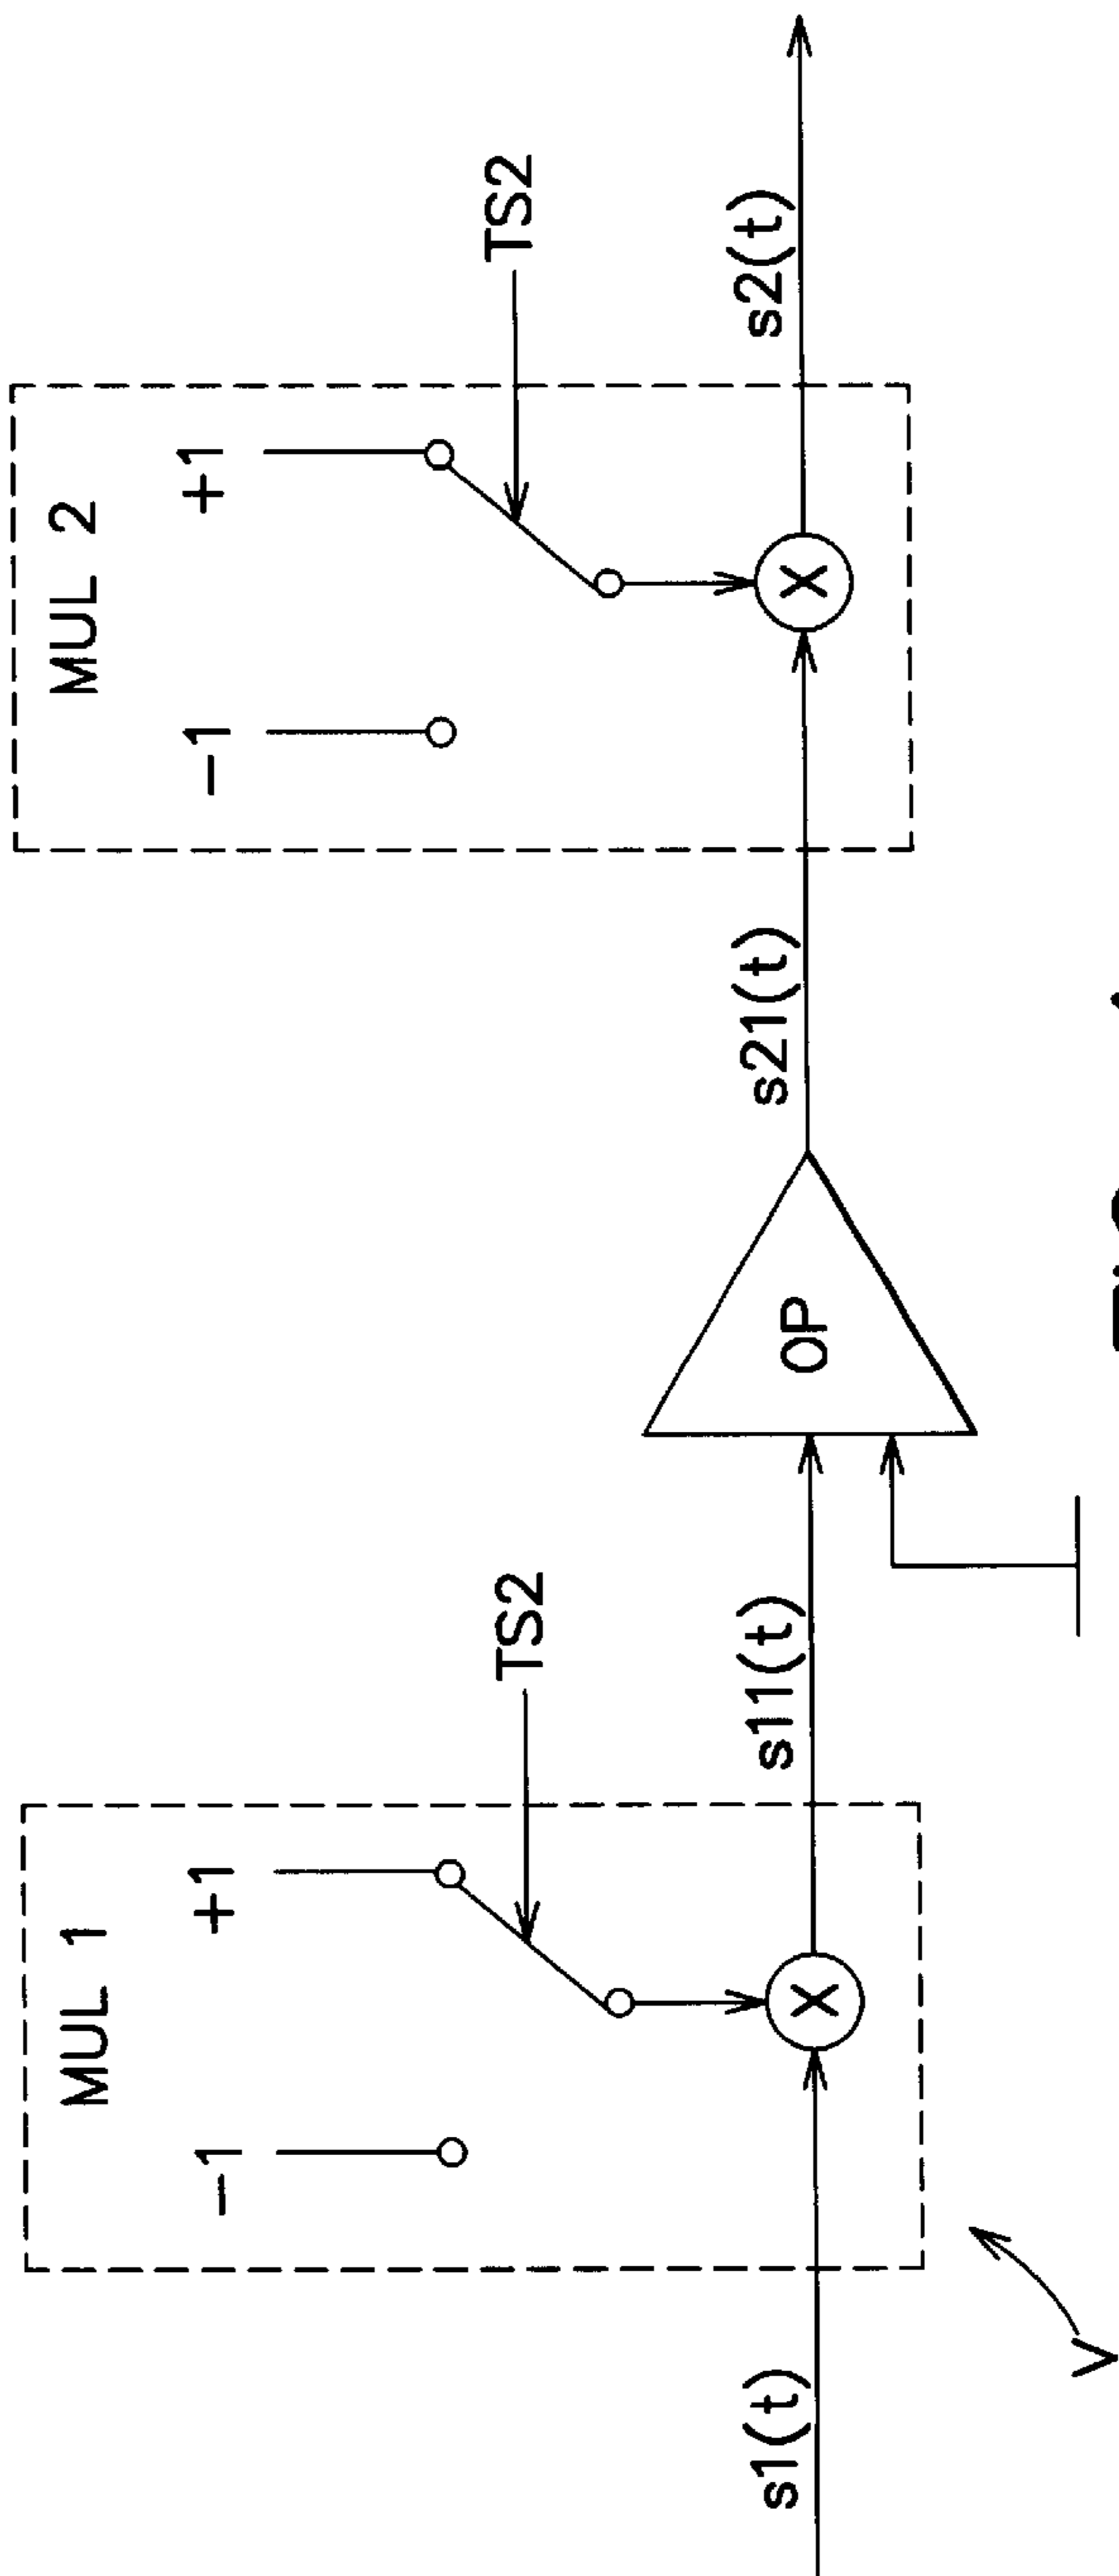 MUL 1
-1
+1
TS2
s1(t)
s11(t)
V
OP
s21(t)
MUL 2
-1
+1
TS2
s2(t)
X
X